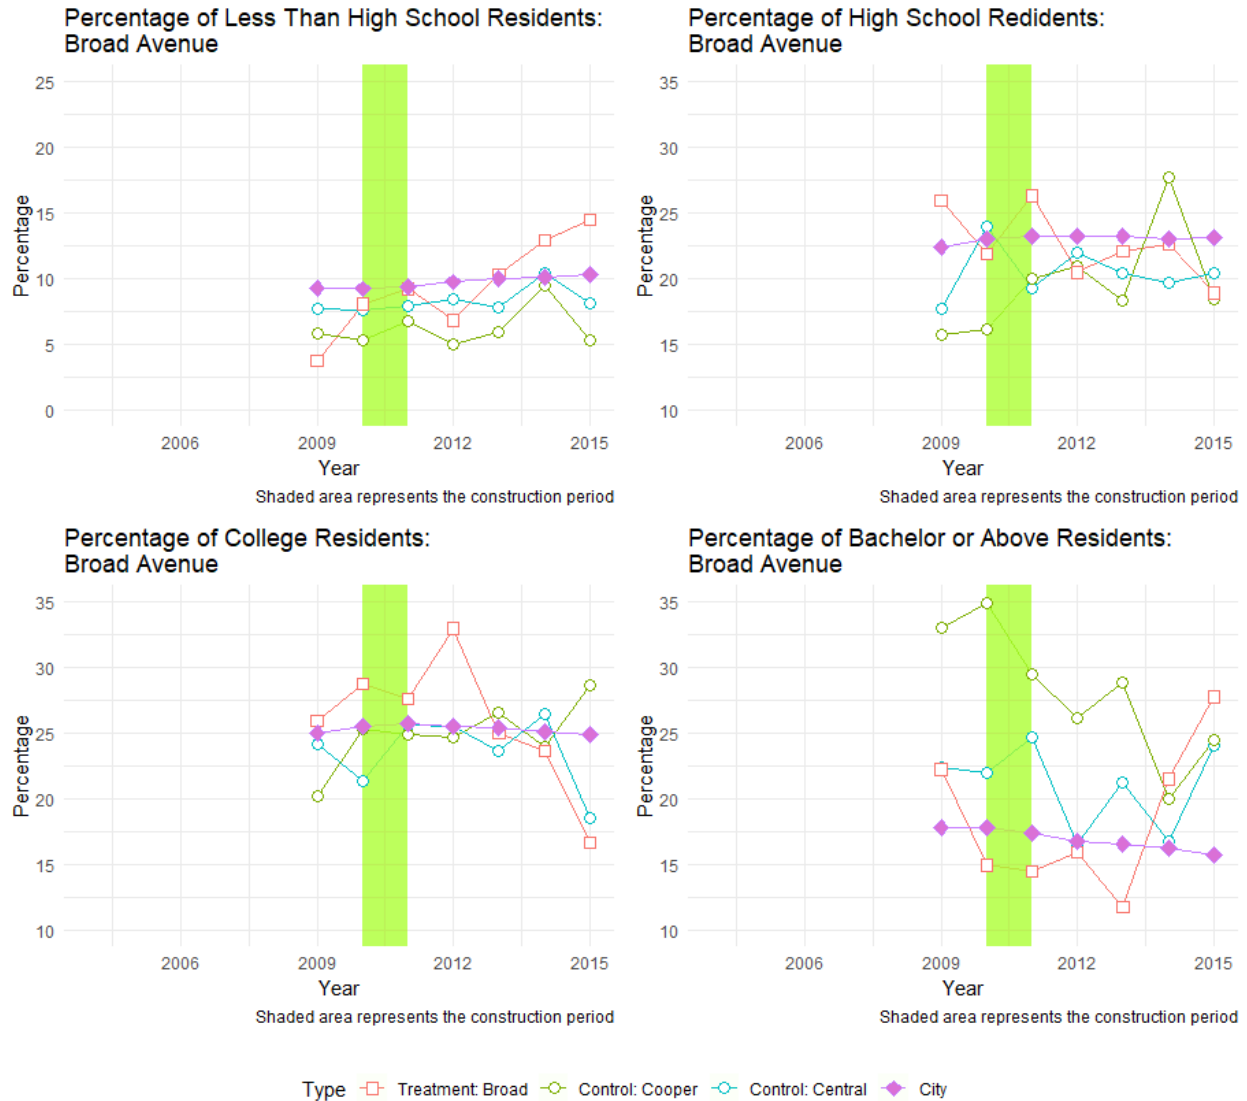 Percentage of Less Than High School Residents:
Broad Avenue
25
20
15
10
5
0
Percentage
2006 2009 2012 2015
Year
Shaded area represents the construction period
Percentage of High School Redidents:
Broad Avenue
35
30
25
20
15
10
Percentage
2006 2009 2012 2015
Year
Shaded area represents the construction period
Percentage of College Residents:
Broad Avenue
35
30
25
20
15
10
Percentage
2006 2009 2012 2015
Year
Shaded area represents the construction period
Percentage of Bachelor or Above Residents:
Broad Avenue
35
30
25
20
15
10
Percentage
2006 2009 2012 2015
Year
Shaded area represents the construction period
Type Treatment: Broad Control: Cooper Control: Central City